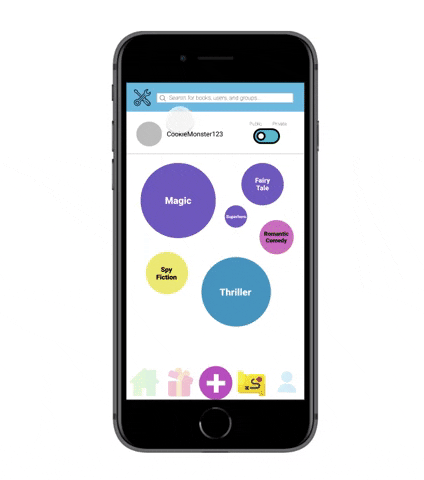 Search for books, users, and groups...
Public Private
CookieMonster123
Magic
Fairy
Tale
Superhero
Romantic
Comedy
Spy
Fiction
Thriller